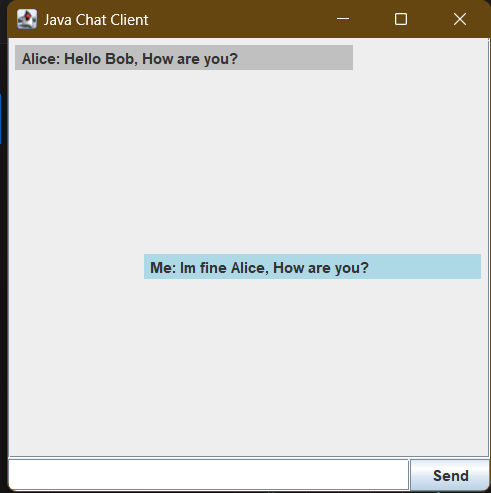 Java Chat Client
Alice: Hello Bob, How are you?
Me: Im fine Alice, How are you?
Send